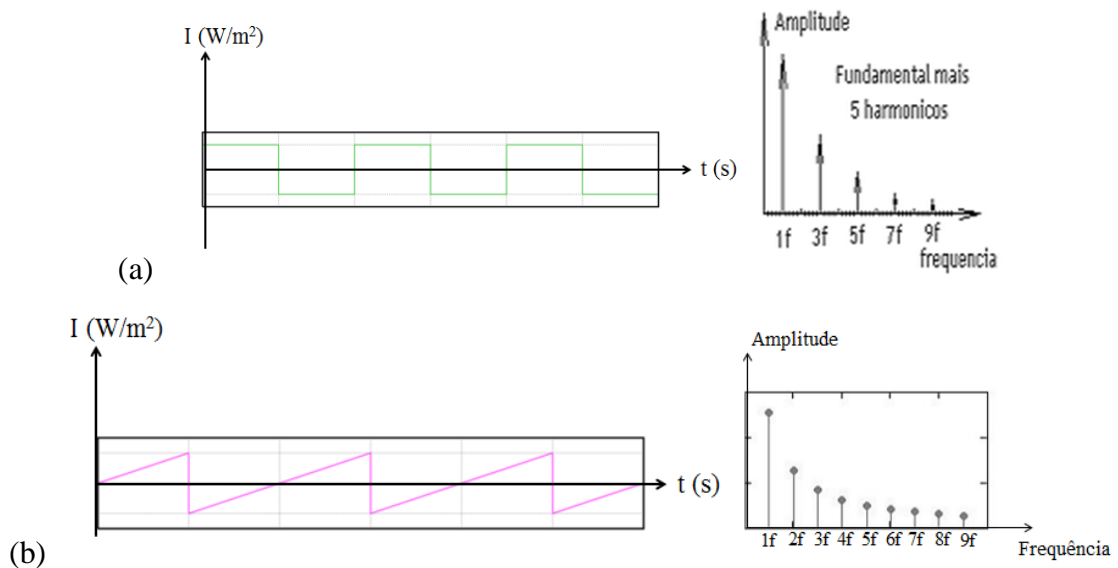 I (W/m²)
t (s)
(a)
Amplitude
Fundamental mais
5 harmonicos
1f 3f 5f 7f 9f
frequencia
I (W/m²)
t (s)
(b)
Amplitude
1f 2f 3f 4f 5f 6f 7f 8f 9f
Frequência